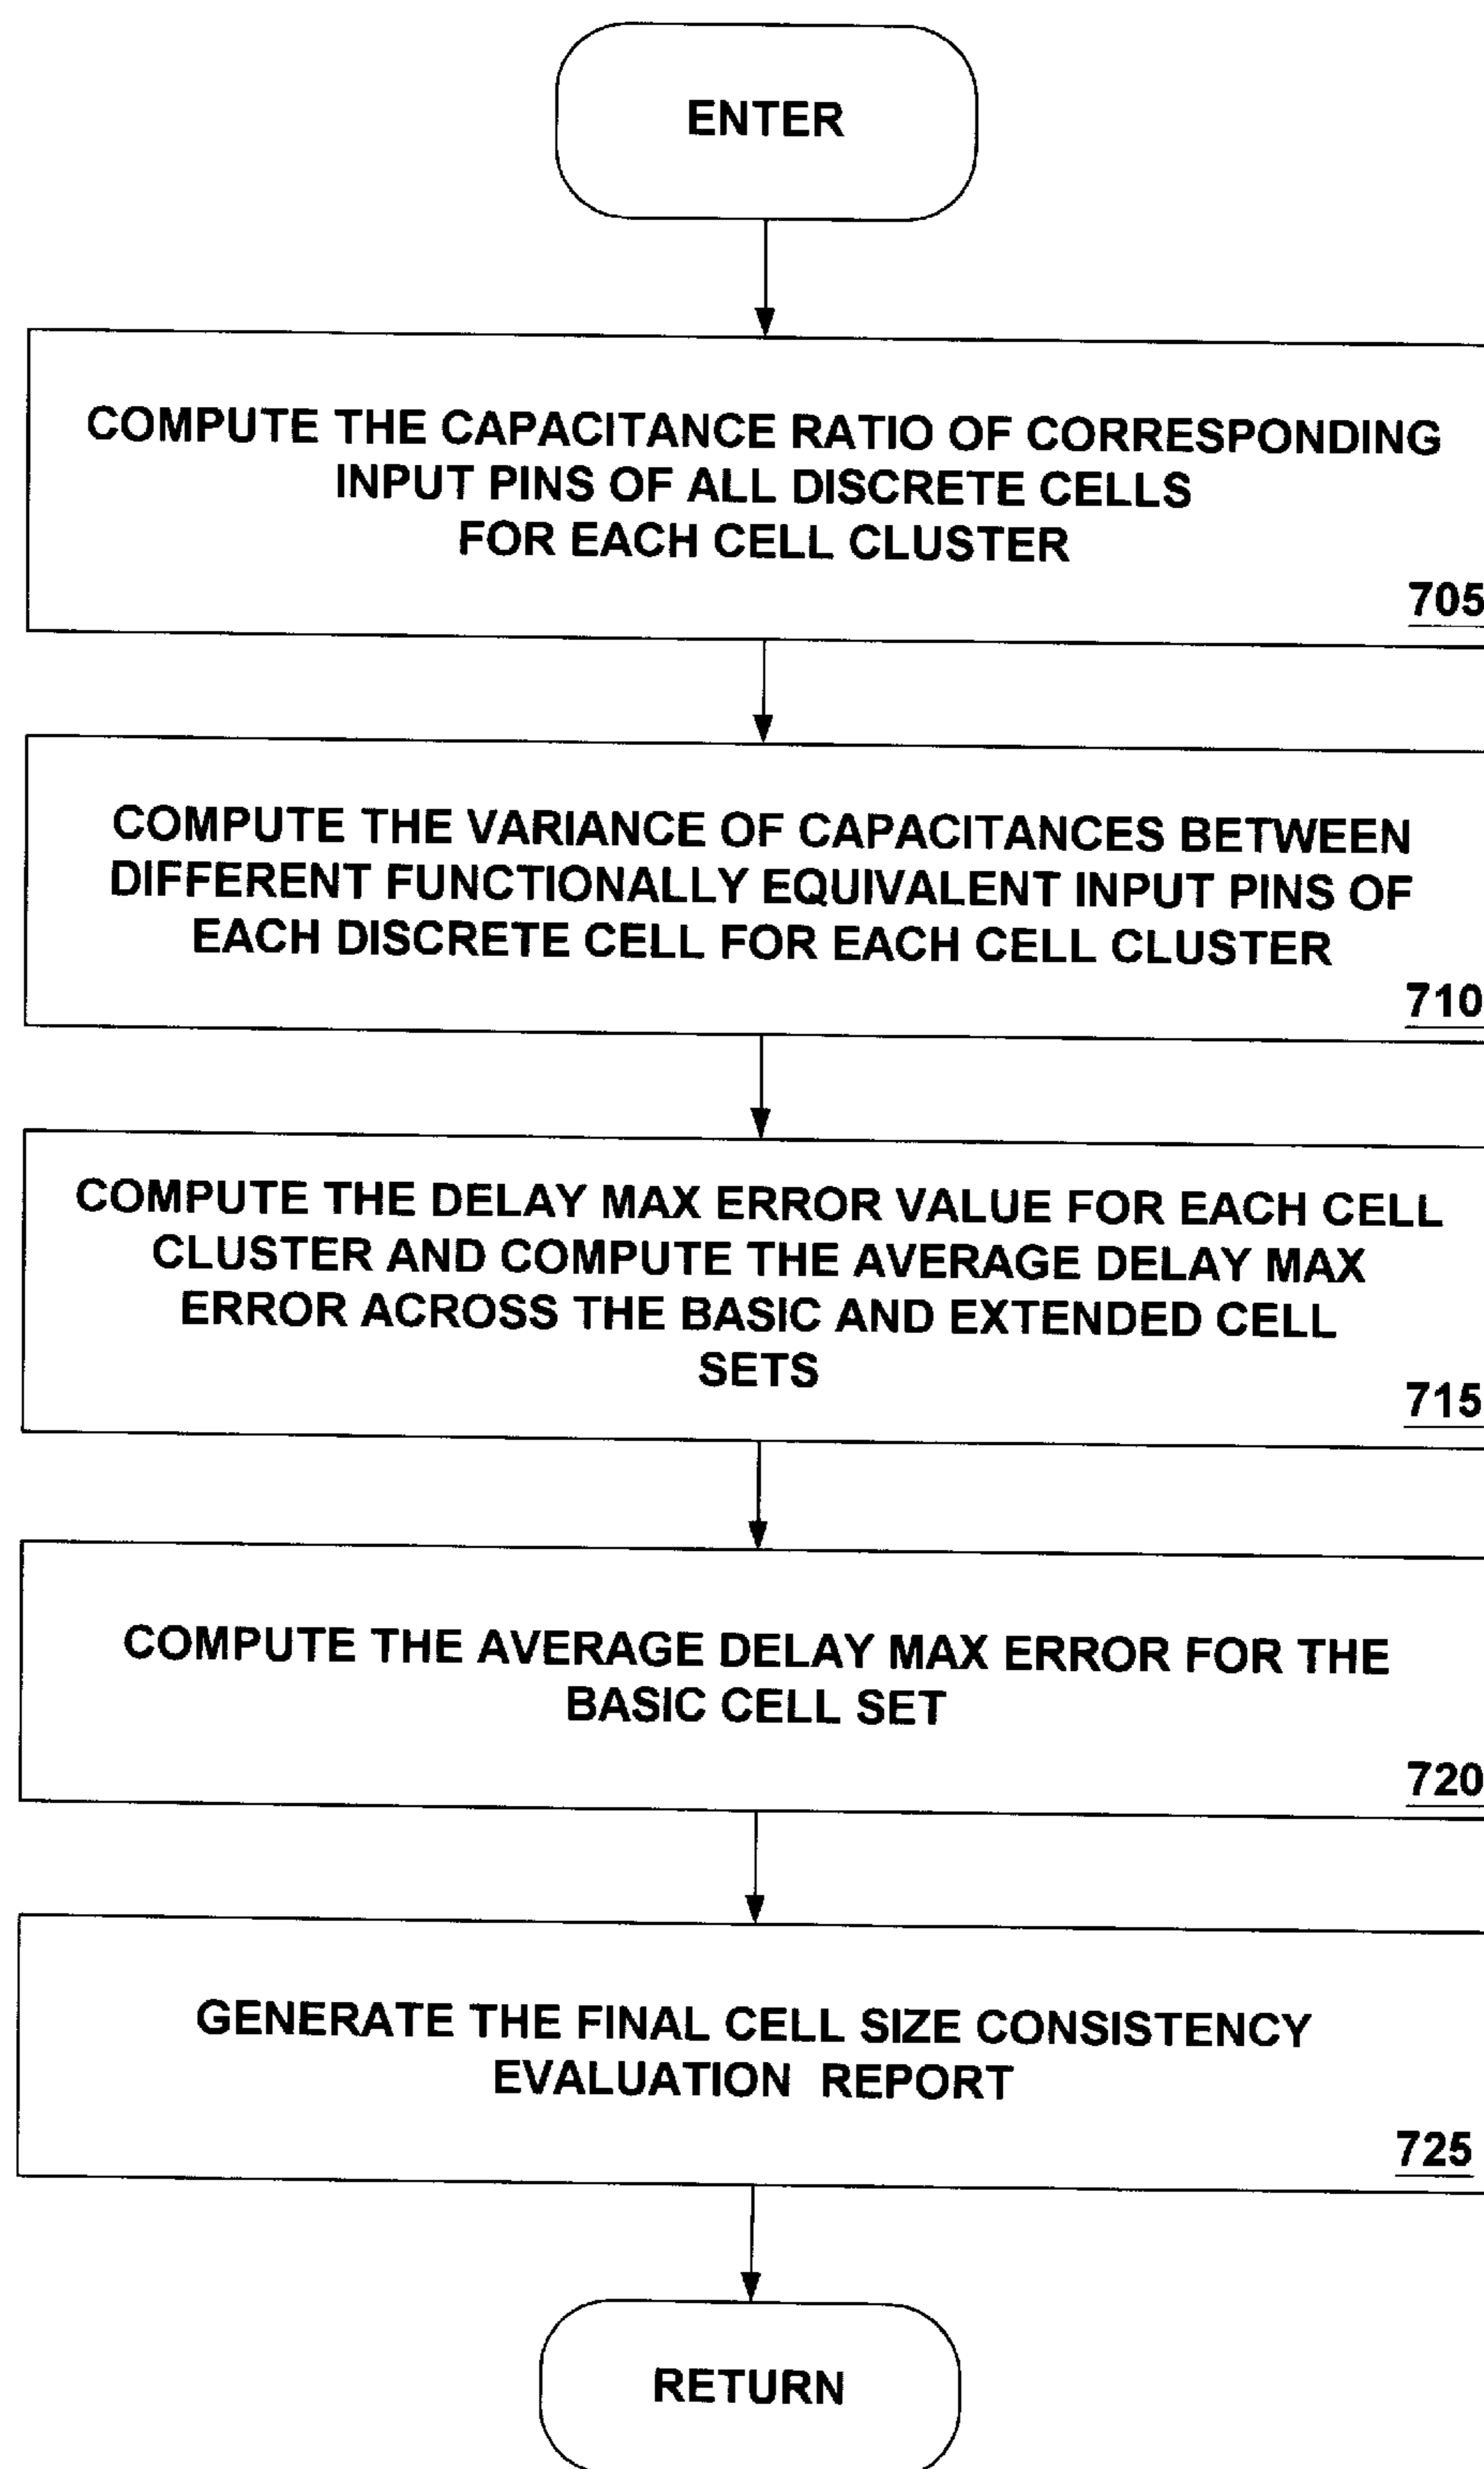 ENTER
COMPUTE THE CAPACITANCE RATIO OF CORRESPONDING
INPUT PINS OF ALL DISCRETE CELLS
FOR EACH CELL CLUSTER
705
COMPUTE THE VARIANCE OF CAPACITANCES BETWEEN
DIFFERENT FUNCTIONALLY EQUIVALENT INPUT PINS OF
EACH DISCRETE CELL FOR EACH CELL CLUSTER
710
COMPUTE THE DELAY MAX ERROR VALUE FOR EACH CELL
CLUSTER AND COMPUTE THE AVERAGE DELAY MAX
ERROR ACROSS THE BASIC AND EXTENDED CELL
SETS
715
COMPUTE THE AVERAGE DELAY MAX ERROR FOR THE
BASIC CELL SET
720
GENERATE THE FINAL CELL SIZE CONSISTENCY
EVALUATION REPORT
725
RETURN